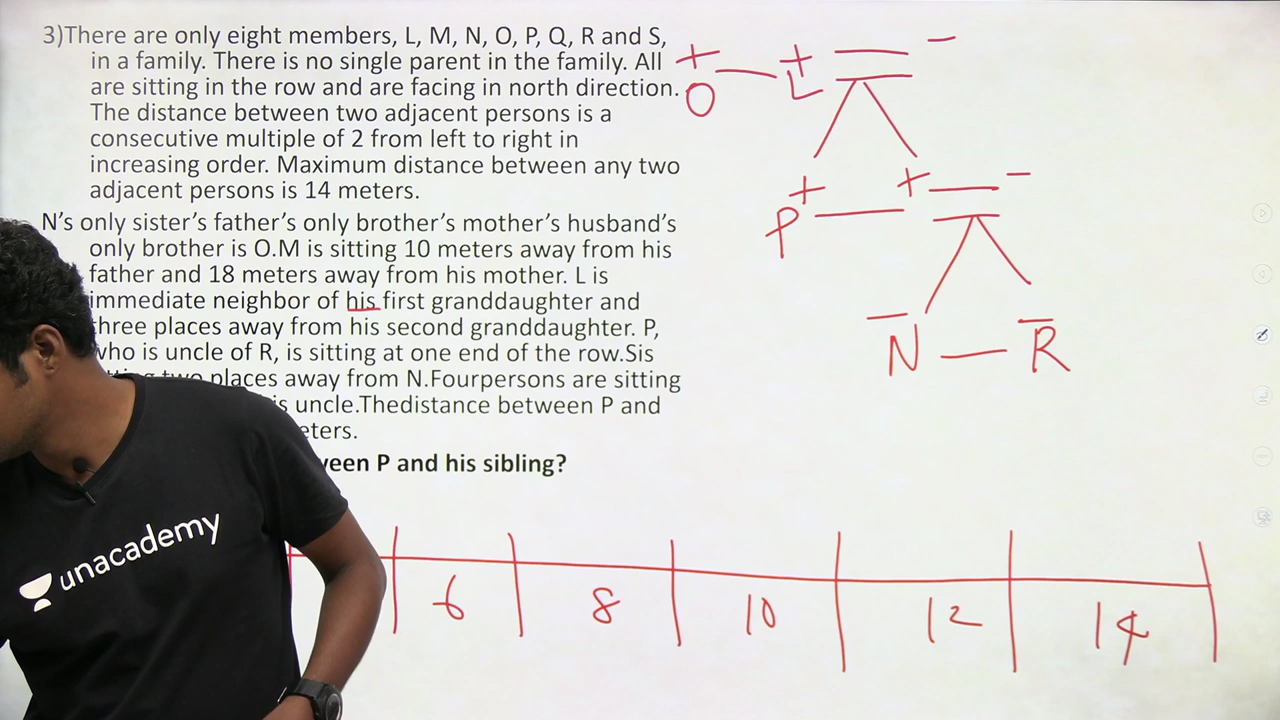 3)There are only eight members, L, M, N, O, P, Q, R and S,
in a family. There is no single parent in the family. All
are sitting in the row and are facing in north direction.
The distance between two adjacent persons is a
consecutive multiple of 2 from left to right in
increasing order. Maximum distance between any two
adjacent persons is 14 meters.
N's only sister's father's only brother's mother's husband's
only brother is O.M is sitting 10 meters away from his
father and 18 meters away from his mother. L is
immediate neighbor of his first granddaughter and
three places away from his second granddaughter. P,
who is uncle of R, is sitting at one end of the row.Sis
places away from N.Fourpersons are sitting
uncle.Thedistance between P and
P and his sibling?
+ + −
O — L
+ + −
P
− −
N — R
6 8 10 12 14
unacademy